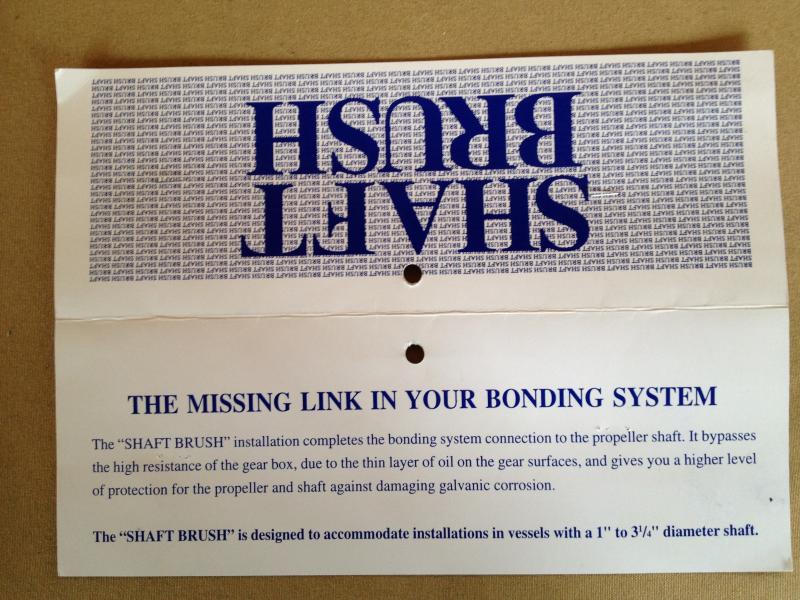 SHAFT
BRUSH
THE MISSING LINK IN YOUR BONDING SYSTEM
The “SHAFT BRUSH” installation completes the bonding system connection to the propeller shaft. It bypasses
the high resistance of the gear box, due to the thin layer of oil on the gear surfaces, and gives you a higher level
of protection for the propeller and shaft against damaging galvanic corrosion.
The “SHAFT BRUSH” is designed to accommodate installations in vessels with a 1" to 3¹/₄" diameter shaft.